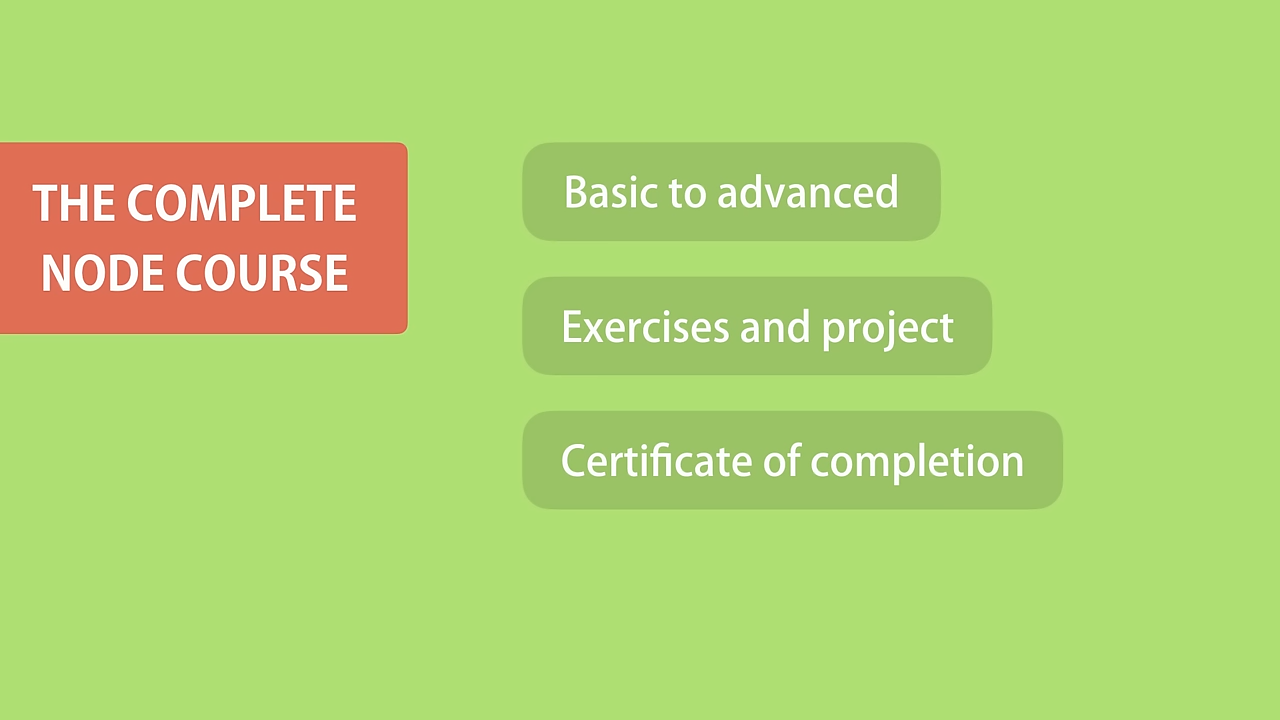 THE COMPLETE
NODE COURSE
Basic to advanced
Exercises and project
Certificate of completion